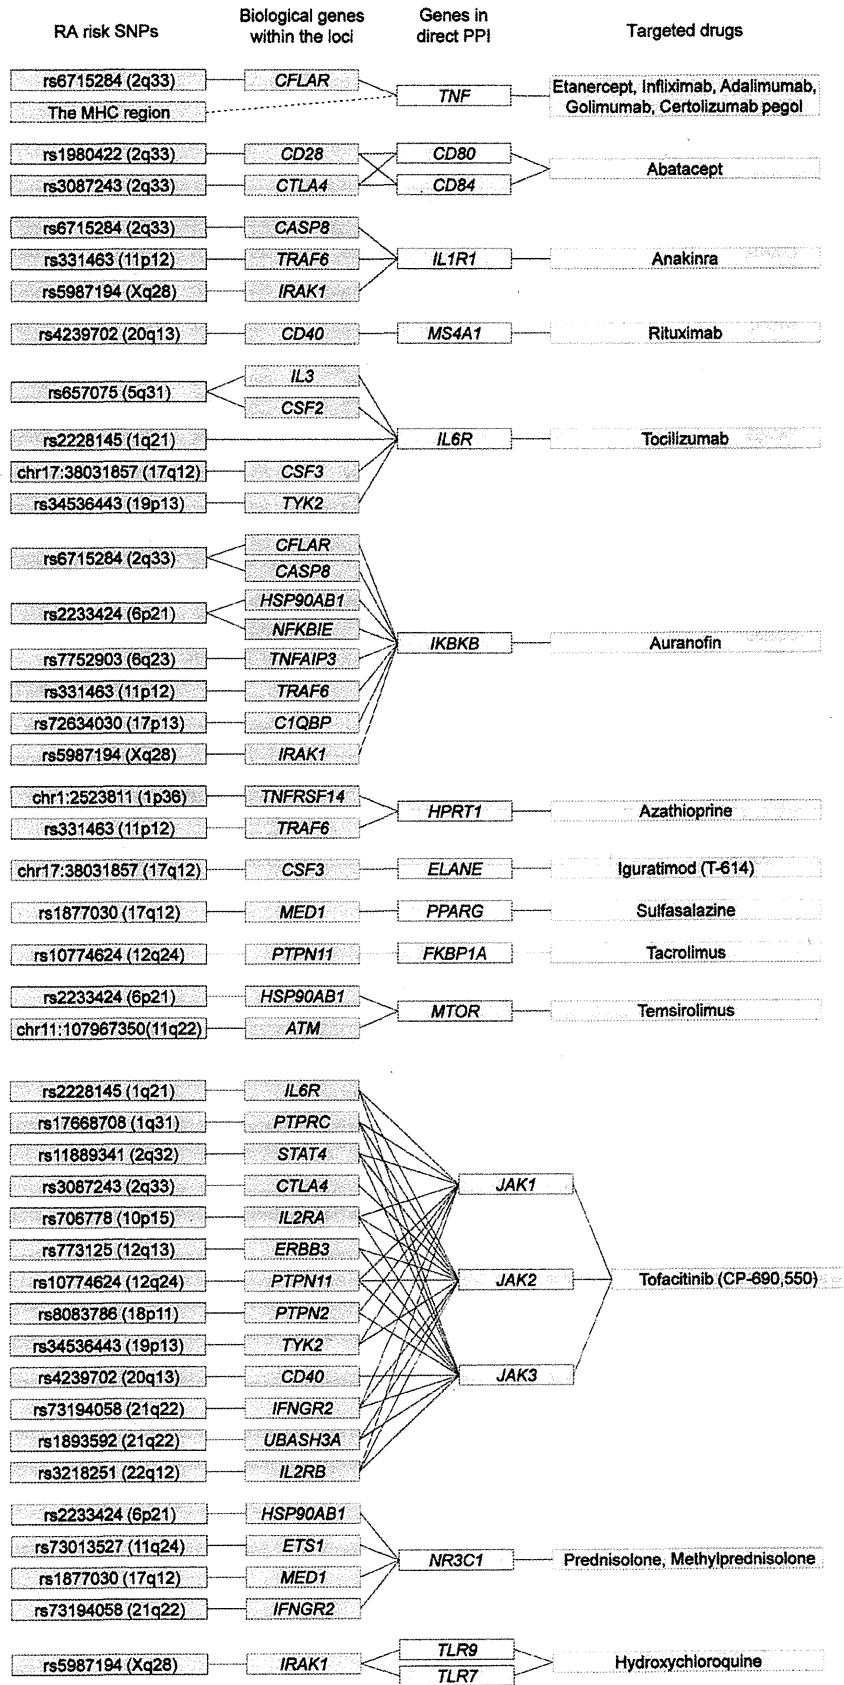 RA risk SNPs
Biological genes
within the loci
Genes in
direct PPI
Targeted drugs
rs6715284 (2q33)
CFLAR
TNF
Etanercept, Infliximab, Adalimumab,
Golimumab, Certolizumab pegol
The MHC region
rs1980422 (2q33)
CD28
CD80
Abatacept
rs3087243 (2q33)
CTLA4
CD84
rs6715284 (2q33)
CASP8
rs331463 (11p12)
TRAF6
IL1R1
Anakinra
rs5987194 (Xq28)
IRAK1
rs4239702 (20q13)
CD40
MS4A1
Rituximab
rs657075 (5q31)
IL3
CSF2
rs2228145 (1q21)
IL6R
Tocilizumab
chr17:38031857 (17q12)
CSF3
rs34536443 (19p13)
TYK2
rs6715284 (2q33)
CFLAR
CASP8
rs2233424 (6p21)
HSP90AB1
NFKBIE
IKBKB
Auranofin
rs7752903 (6q23)
TNFAIP3
rs331463 (11p12)
TRAF6
rs72634030 (17p13)
C1QBP
rs5987194 (Xq28)
IRAK1
chr1:2523811 (1p36)
TNFRSF14
HPRT1
Azathioprine
rs331463 (11p12)
TRAF6
chr17:38031857 (17q12)
CSF3
ELANE
Iguratimod (T-614)
rs1877030 (17q12)
MED1
PPARG
Sulfasalazine
rs10774624 (12q24)
PTPN11
FKBP1A
Tacrolimus
rs2233424 (6p21)
HSP90AB1
MTOR
Temsirolimus
chr11:107967350(11q22)
ATM
rs2228145 (1q21)
IL6R
rs17668708 (1q31)
PTPRC
rs11889341 (2q32)
STAT4
rs3087243 (2q33)
CTLA4
JAK1
rs706778 (10p15)
IL2RA
rs773125 (12q13)
ERBB3
rs10774624 (12q24)
PTPN11
JAK2
Tofacitinib (CP-690,550)
rs8083786 (18p11)
PTPN2
rs34536443 (19p13)
TYK2
rs4239702 (20q13)
CD40
JAK3
rs73194058 (21q22)
IFNGR2
rs1893592 (21q22)
UBASH3A
rs3218251 (22q12)
IL2RB
rs2233424 (6p21)
HSP90AB1
rs73013527 (11q24)
ETS1
NR3C1
Prednisolone, Methylprednisolone
rs1877030 (17q12)
MED1
rs73194058 (21q22)
IFNGR2
rs5987194 (Xq28)
IRAK1
TLR9
TLR7
Hydroxychloroquine